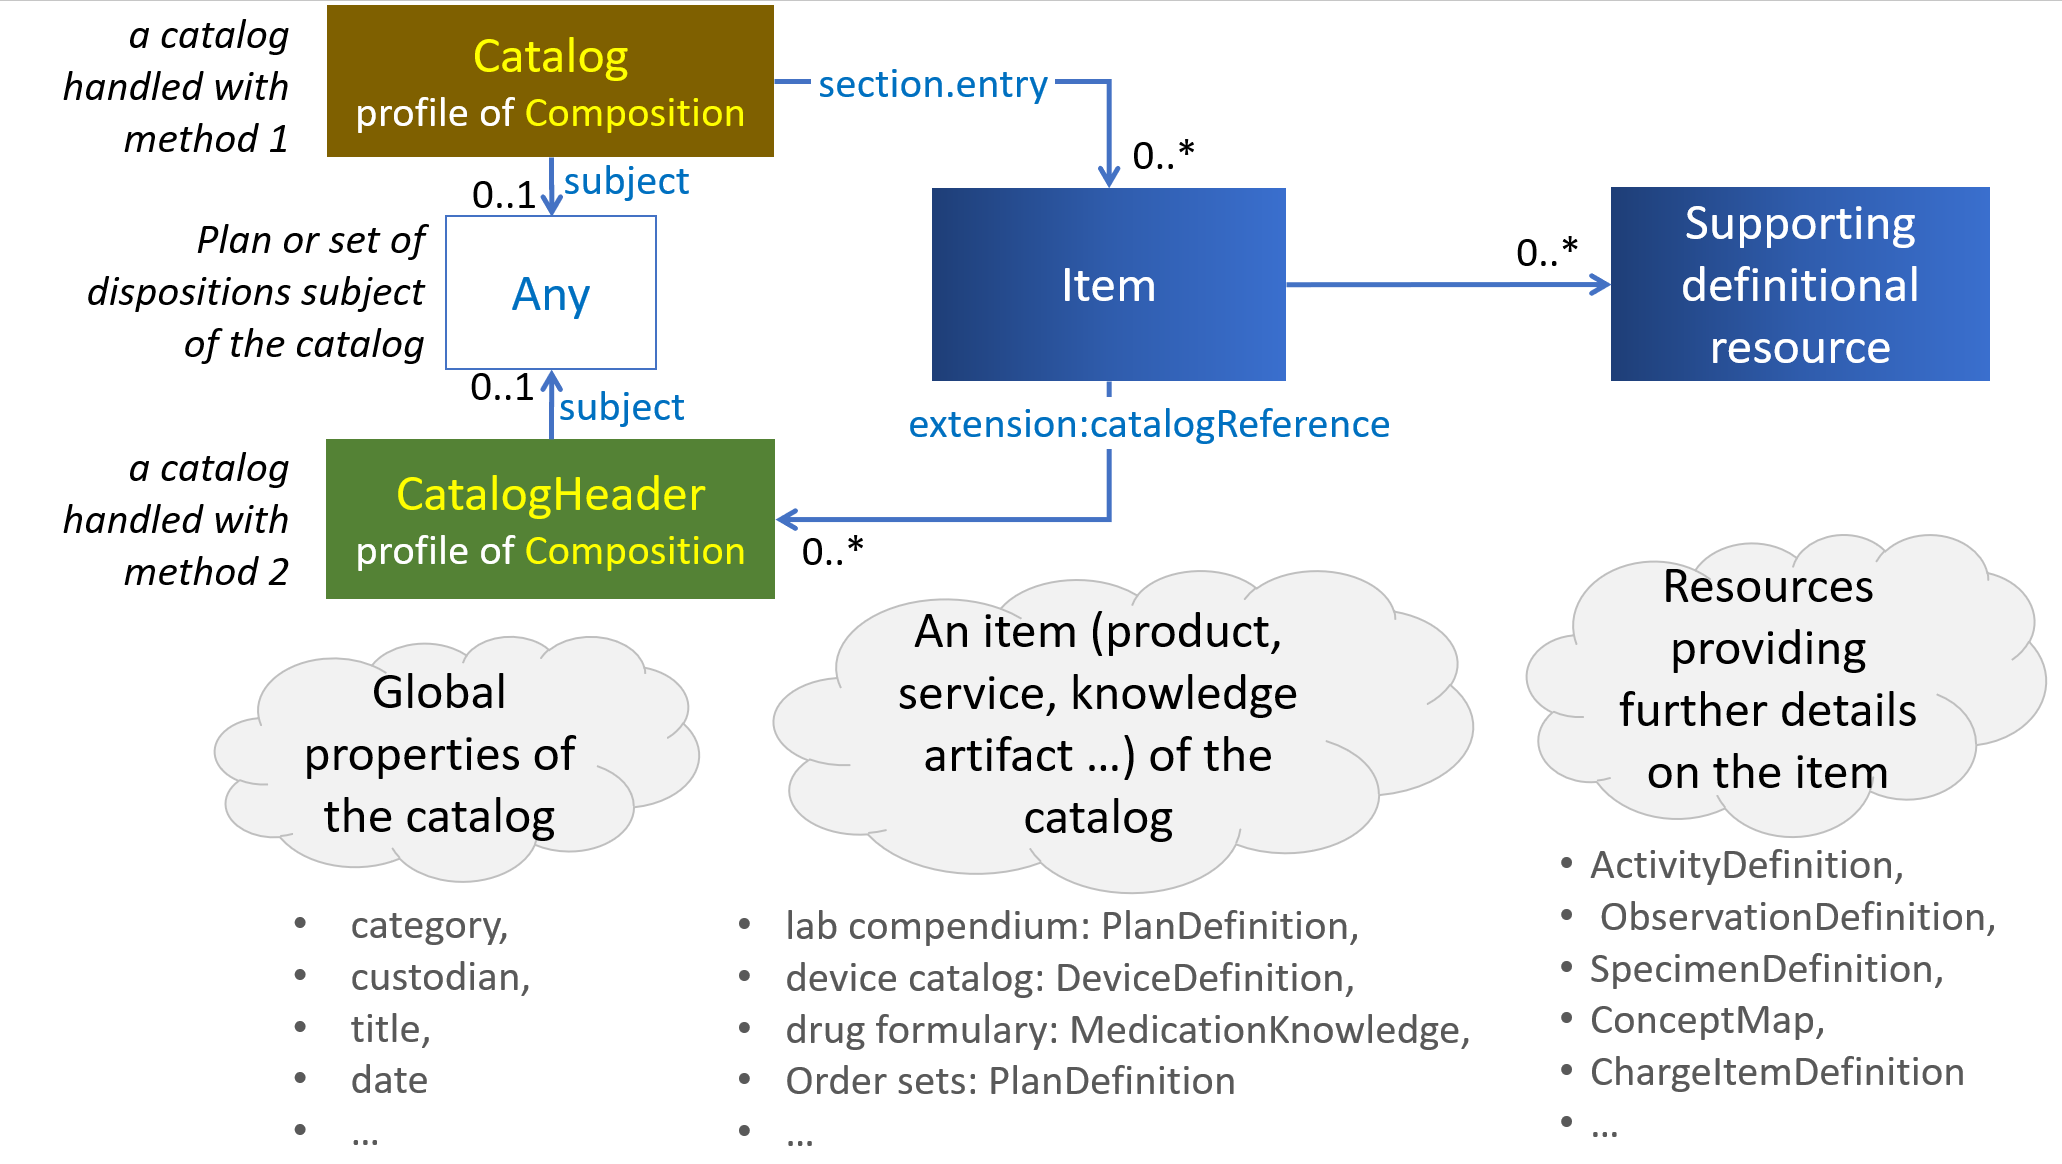 a catalog
handled with
method 1
Catalog
profile of Composition
section.entry
0..*
subject
0..1
Plan or set of
dispositions subject
of the catalog
Any
Item
0..*
Supporting
definitional
resource
0..1
subject
extension:catalogReference
a catalog
handled with
method 2
CatalogHeader
profile of Composition
0..*
Global
properties of
the catalog
An item (product,
service, knowledge
artifact …) of the
catalog
Resources
providing
further details
on the item
• category,
• custodian,
• title,
• date
• …
• lab compendium: PlanDefinition,
• device catalog: DeviceDefinition,
• drug formulary: MedicationKnowledge,
• Order sets: PlanDefinition
• …
• ActivityDefinition,
• ObservationDefinition,
• SpecimenDefinition,
• ConceptMap,
• ChargeItemDefinition
• …